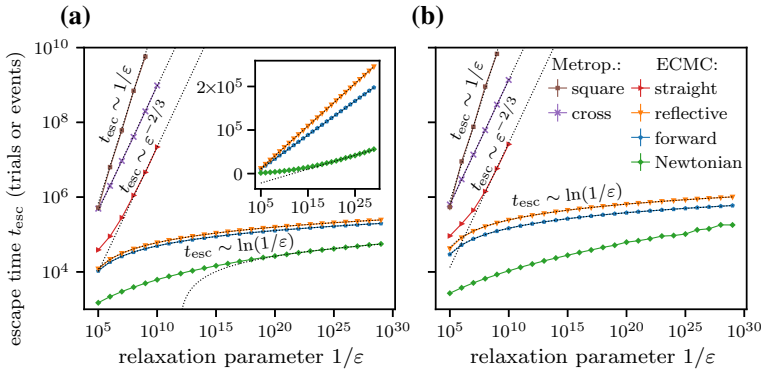 (a)
(b)
escape time t_esc (trials or events)
10^10
10^8
10^6
10^4
t_esc ∼ 1/ε
t_esc ∼ ε^−2/3
t_esc ∼ ln(1/ε)
2×10^5
10^5
0
10^5 10^15 10^25
10^5 10^10 10^15 10^20 10^25 10^30
relaxation parameter 1/ε
t_esc ∼ 1/ε
t_esc ∼ ε^−2/3
t_esc ∼ ln(1/ε)
Metrop.: ECMC:
square straight
cross reflective
forward
Newtonian
10^5 10^10 10^15 10^20 10^25 10^30
relaxation parameter 1/ε